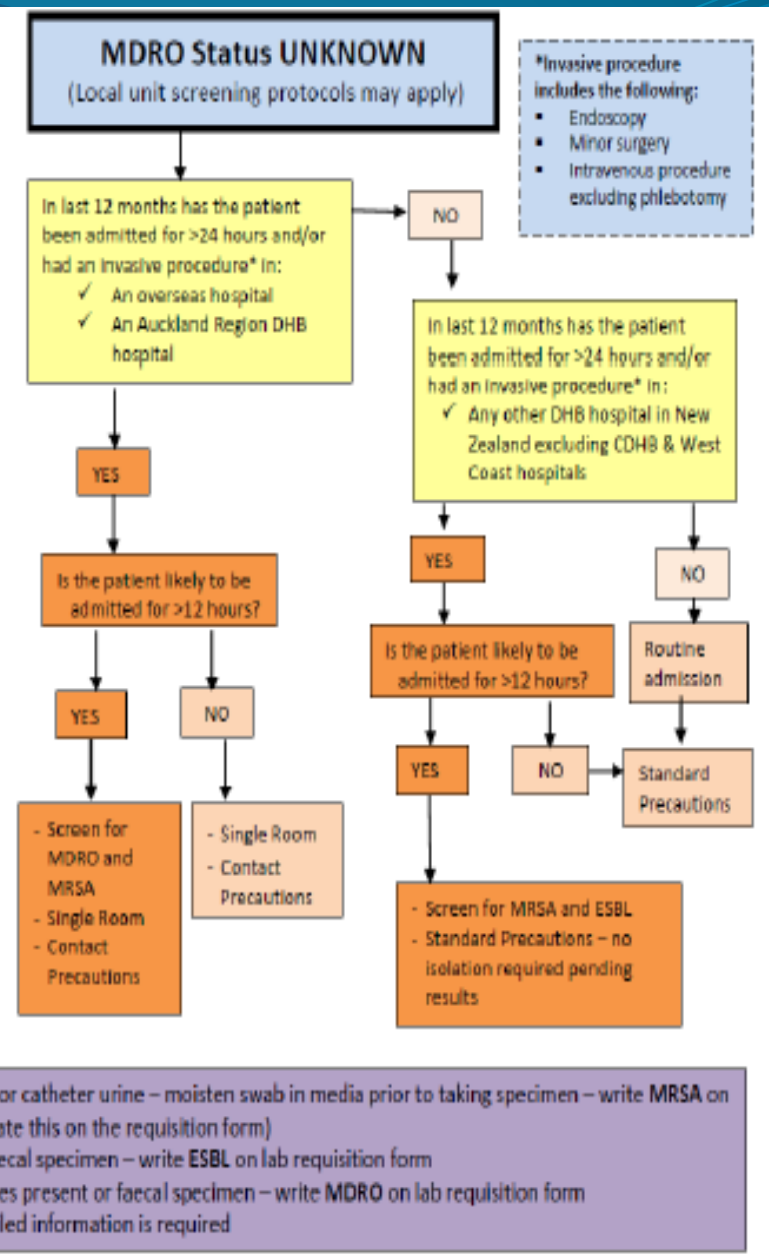 MDRO Status UNKNOWN
(Local unit screening protocols may apply)
*Invasive procedure
includes the following:
▪ Endoscopy
▪ Minor surgery
▪ Intravenous procedure
excluding phlebotomy
In last 12 months has the patient
been admitted for >24 hours and/or
had an invasive procedure* in:
✓ An overseas hospital
✓ An Auckland Region DHB
hospital
NO
In last 12 months has the patient
been admitted for >24 hours and/or
had an invasive procedure* in:
✓ Any other DHB hospital in New
Zealand excluding CDHB & West
Coast hospitals
YES
Is the patient likely to be
admitted for >12 hours?
YES
NO
- Screen for
MDRO and
MRSA
- Single Room
- Contact
Precautions
- Single Room
- Contact
Precautions
YES
NO
Is the patient likely to be
admitted for >12 hours?
Routine
admission
YES
NO
Standard
Precautions
- Screen for MRSA and ESBL
- Standard Precautions – no
isolation required pending
results
or catheter urine – moisten swab in media prior to taking specimen – write MRSA on
ate this on the requisition form)
ecal specimen – write ESBL on lab requisition form
es present or faecal specimen – write MDRO on lab requisition form
led information is required